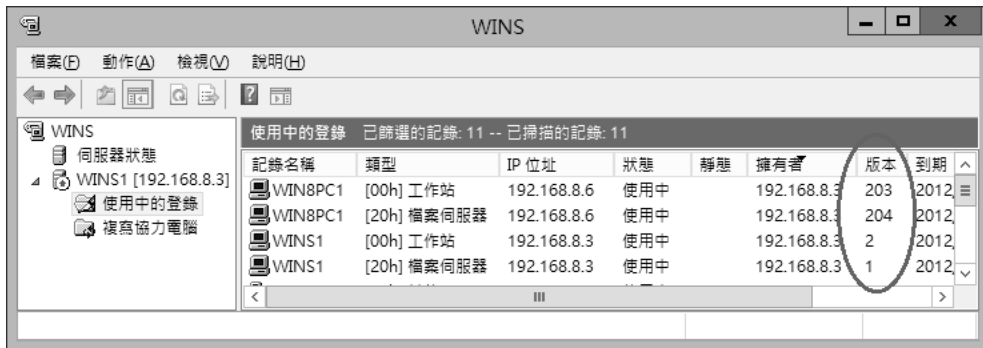 WINS
檔案(F) 動作(A) 檢視(V) 說明(H)
WINS
伺服器狀態
WINS1 [192.168.8.3]
使用中的登錄
複寫協力電腦
使用中的登錄 已篩選的記錄: 11 -- 已掃描的記錄: 11
記錄名稱 類型 IP 位址 狀態 靜態 擁有者 版本 到期
WIN8PC1 [00h] 工作站 192.168.8.6 使用中 192.168.8.3 203 2012/
WIN8PC1 [20h] 檔案伺服器 192.168.8.6 使用中 192.168.8.3 204 2012/
WINS1 [00h] 工作站 192.168.8.3 使用中 192.168.8.3 2 2012/
WINS1 [20h] 檔案伺服器 192.168.8.3 使用中 192.168.8.3 1 2012/